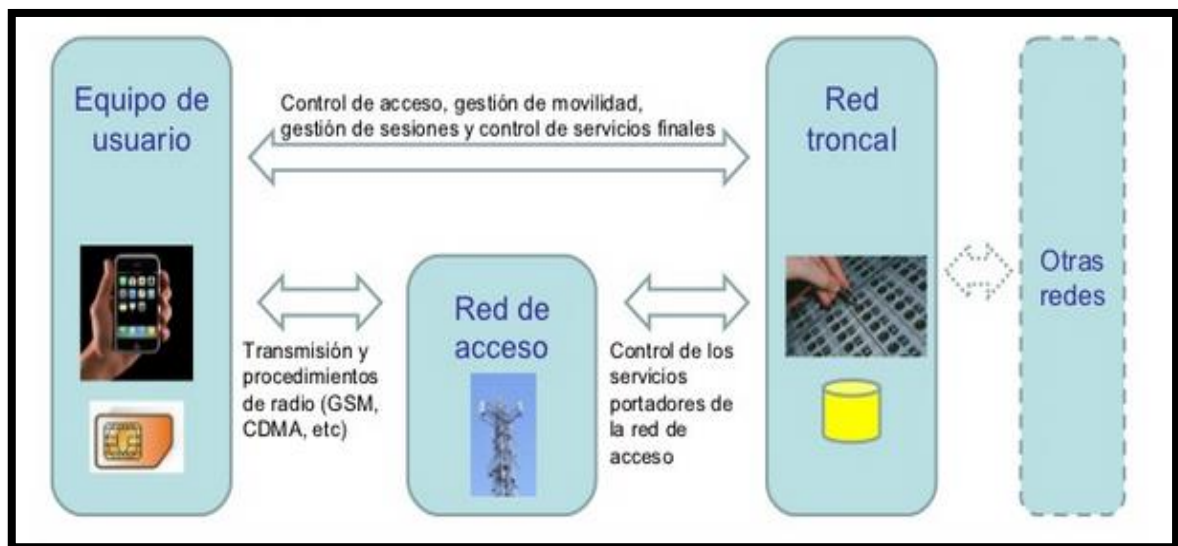 Equipo de
usuario
Control de acceso, gestión de movilidad,
gestión de sesiones y control de servicios finales
Red
troncal
Transmisión y
procedimientos
de radio (GSM,
CDMA, etc)
Red de
acceso
Control de los
servicios
portadores de
la red de
acceso
Otras
redes